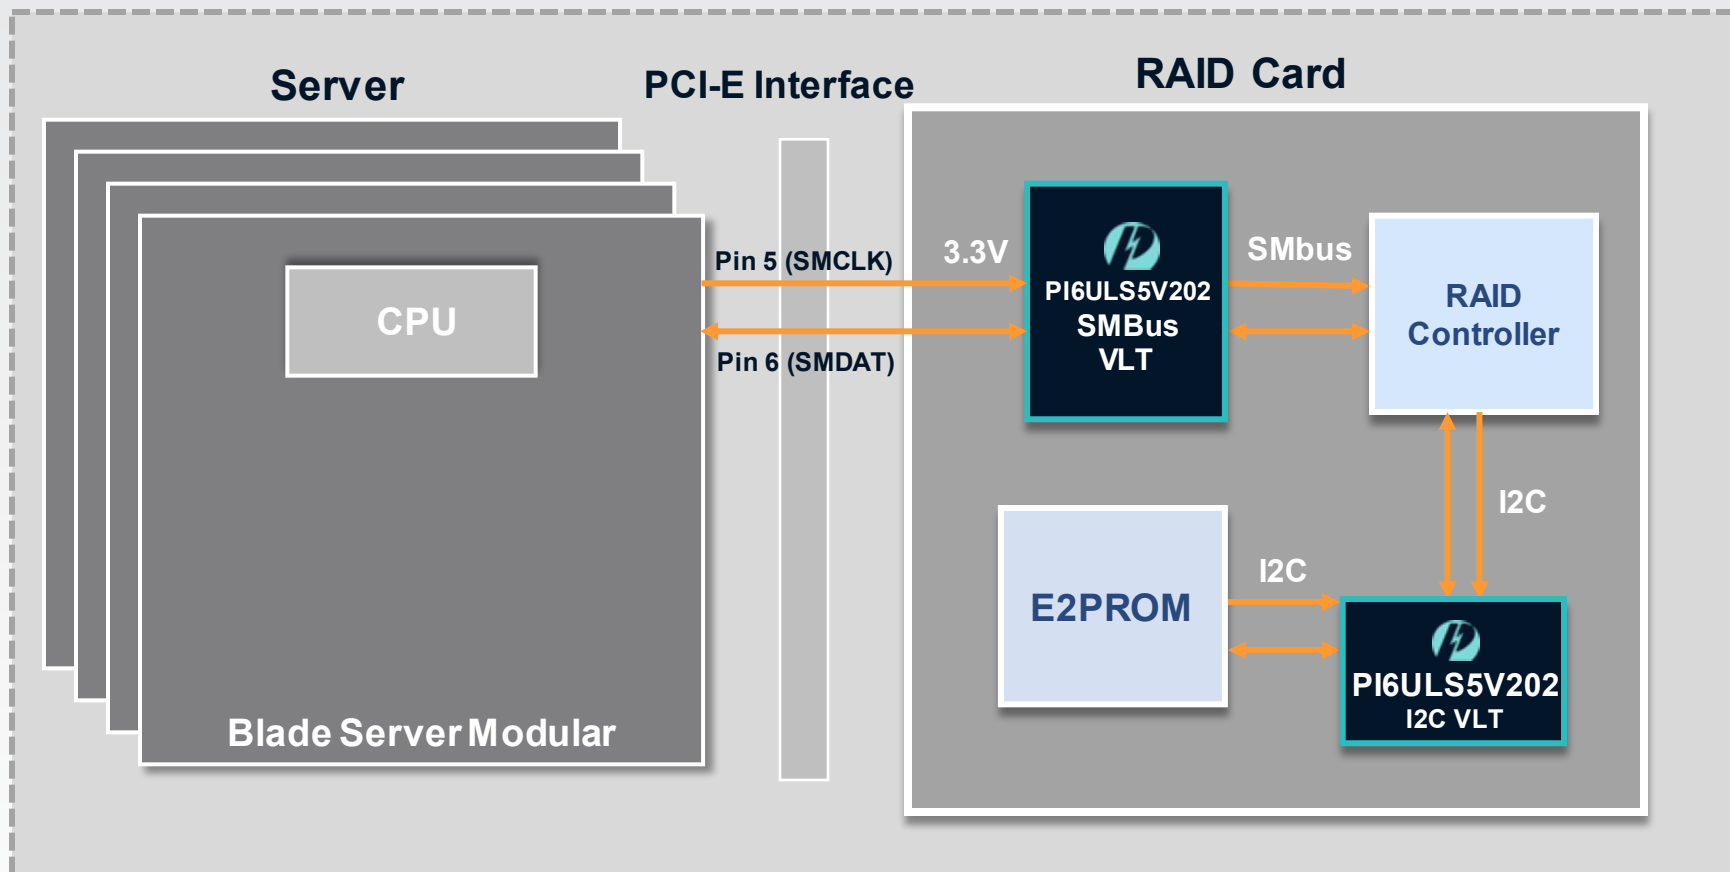 Server
PCI-E Interface
RAID Card
CPU
Blade Server Modular
Pin 5 (SMCLK)
Pin 6 (SMDAT)
3.3V
PI6ULS5V202
SMBus
VLT
SMbus
RAID
Controller
I2C
E2PROM
I2C
PI6ULS5V202
I2C VLT